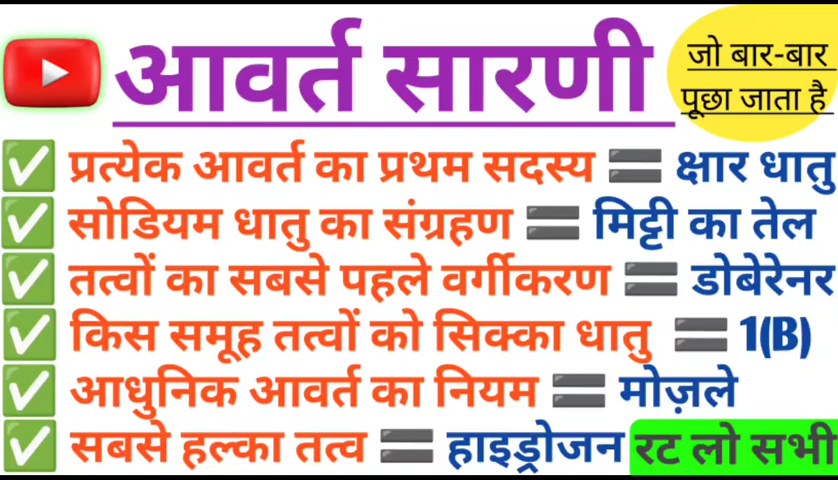 आवर्त सारणी
जो बार-बार
पूछा जाता है
✅ प्रत्येक आवर्त का प्रथम सदस्य = क्षार धातु
✅ सोडियम धातु का संग्रहण = मिट्टी का तेल
✅ तत्वों का सबसे पहले वर्गीकरण = डोबेरेनर
✅ किस समूह तत्वों को सिक्का धातु = 1(B)
✅ आधुनिक आवर्त का नियम = मोज़ले
✅ सबसे हल्का तत्व = हाइड्रोजन
रट लो सभी